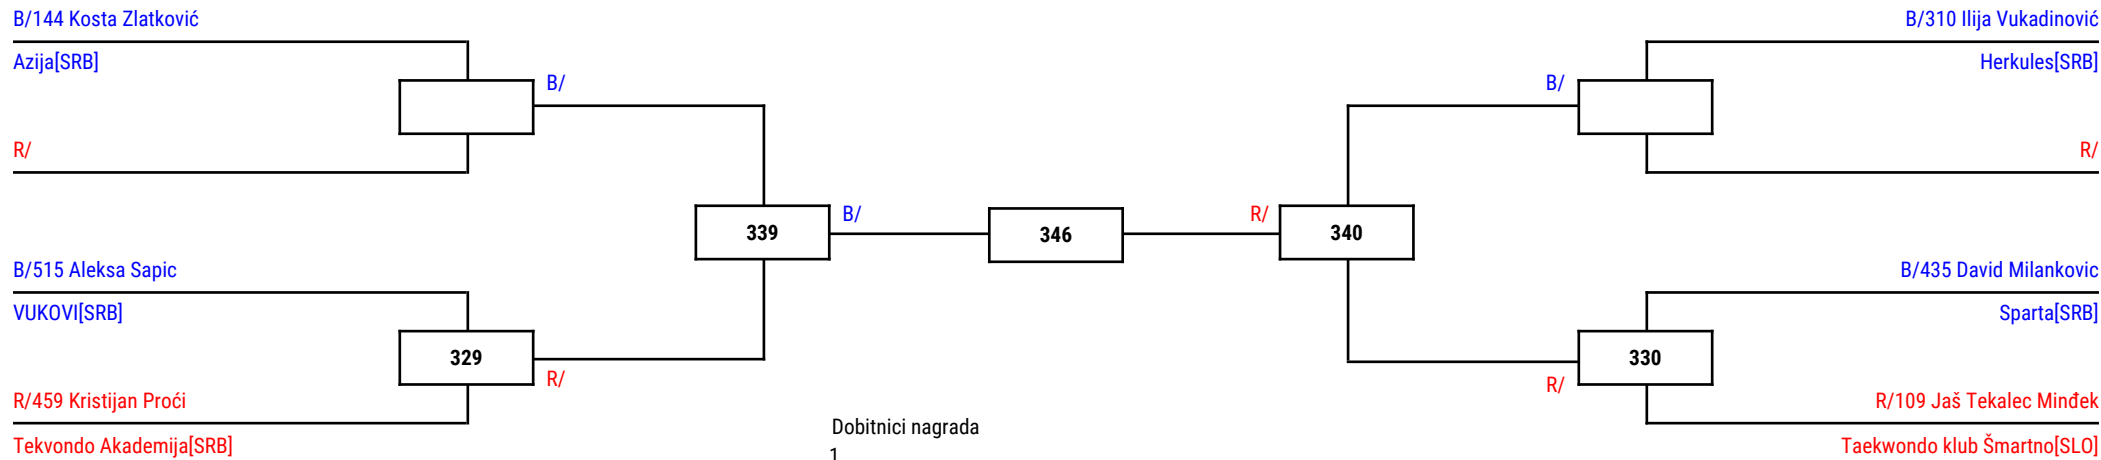 B/144 Kosta Zlatković
Azija[SRB]
B/
R/
B/515 Aleksa Sapic
VUKOVI[SRB]
329
R/
R/459 Kristijan Proći
Tekvondo Akademija[SRB]
339
B/
346
R/
340
B/310 Ilija Vukadinović
Herkules[SRB]
B/
R/
B/435 David Milankovic
Sparta[SRB]
330
R/
R/109 Jaš Tekalec Minđek
Taekwondo klub Šmartno[SLO]
Dobitnici nagrada
1